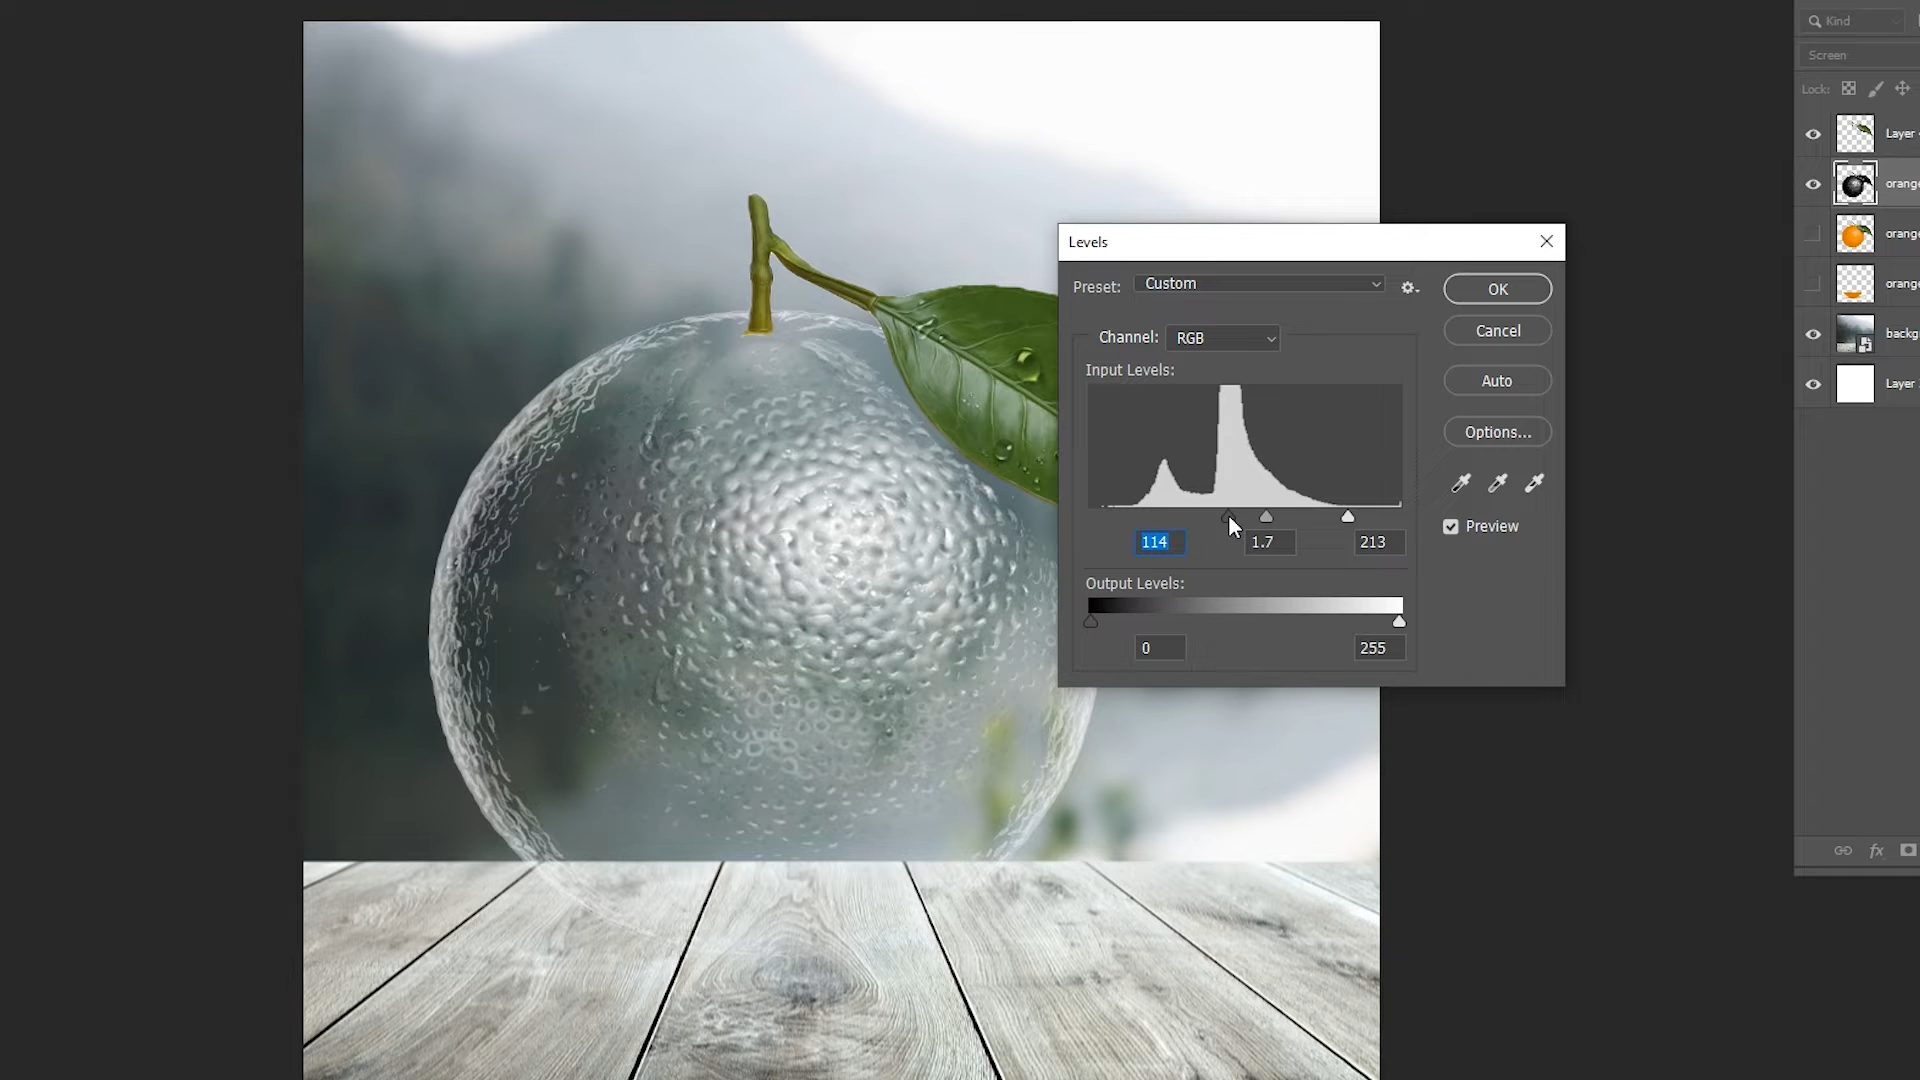 Kind
Screen
Lock:
Layer
orange
orange
orange
backg
Layer
Levels
Preset: Custom
OK
Cancel
Channel: RGB
Input Levels:
Auto
Options...
Preview
114 1.7 213
Output Levels:
0 255
fx